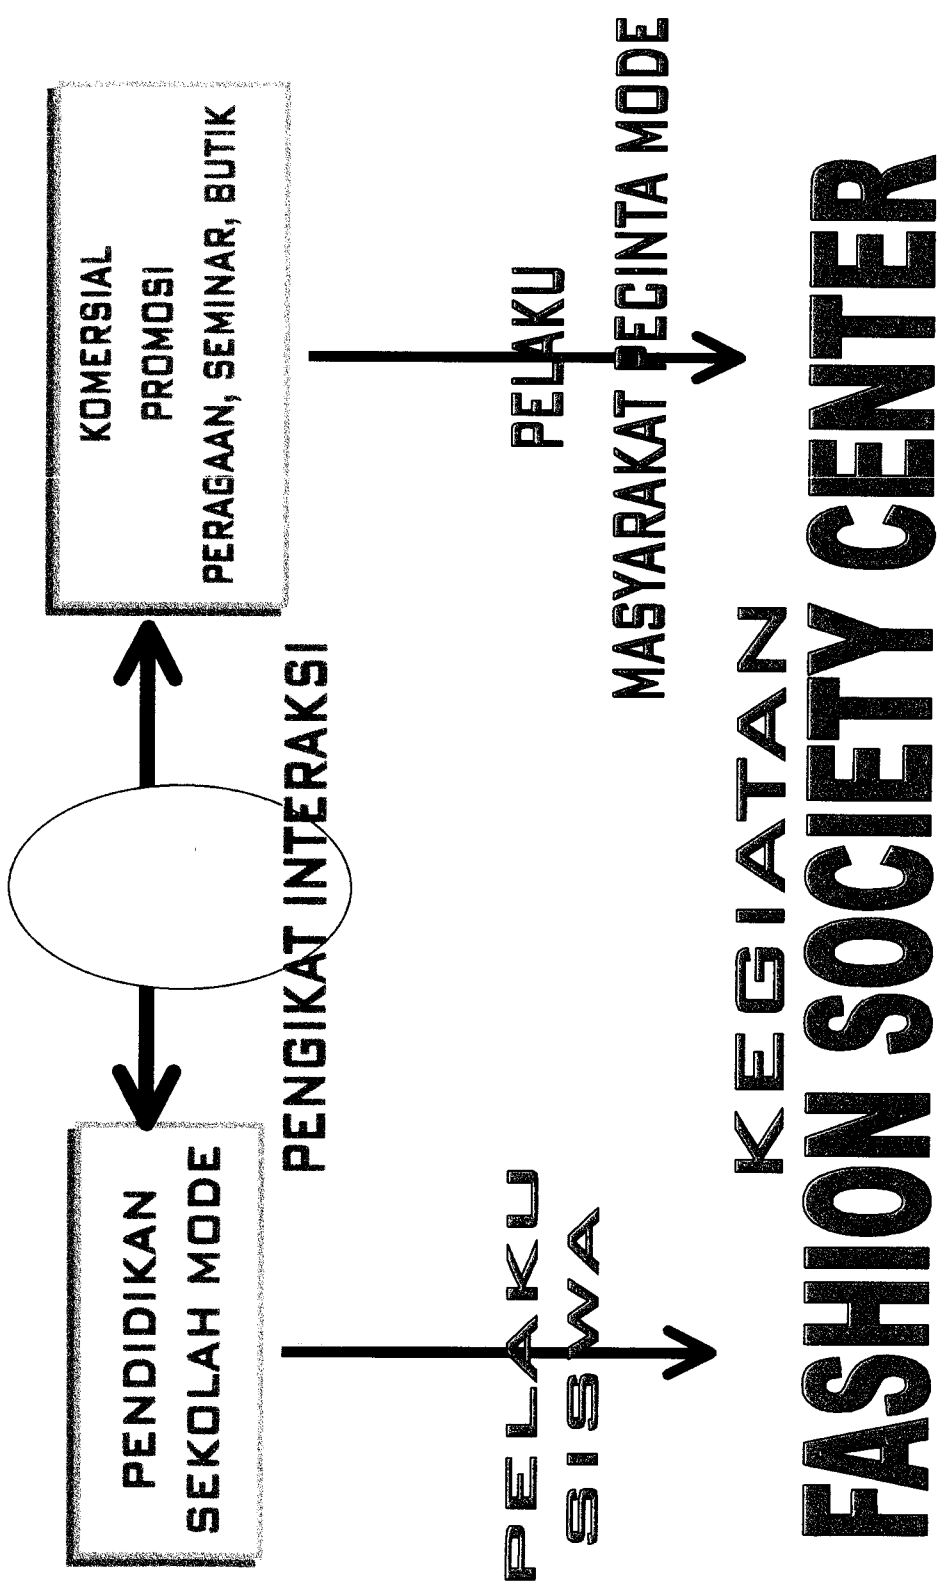 PENDIDIKAN
SEKOLAH MODE
PENGIKAT INTERAKSI
KOMERSIAL
PROMOSI
PERAGAAN, SEMINAR, BUTIK
PELAKU
SISWA
PELAKU
MASYARAKAT PECINTA MODE
KEGIATAN
FASHION SOCIETY CENTER